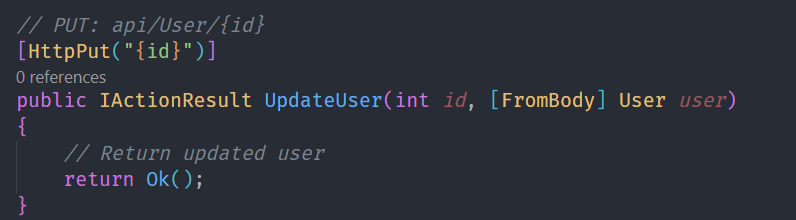 // PUT: api/User/{id}
[HttpPut("{id}")]
0 references
public IActionResult UpdateUser(int id, [FromBody] User user)
{
// Return updated user
return Ok();
}